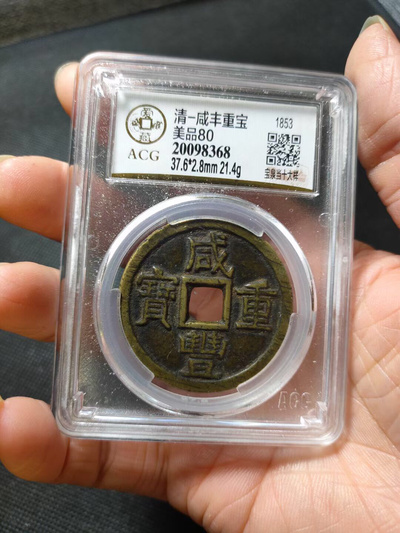 清-咸丰重宝
1853
美品80
20098368
37.6*2.8mm 21.4g
宝泉当十大样
ACG
咸
豐
重
寶
ACG